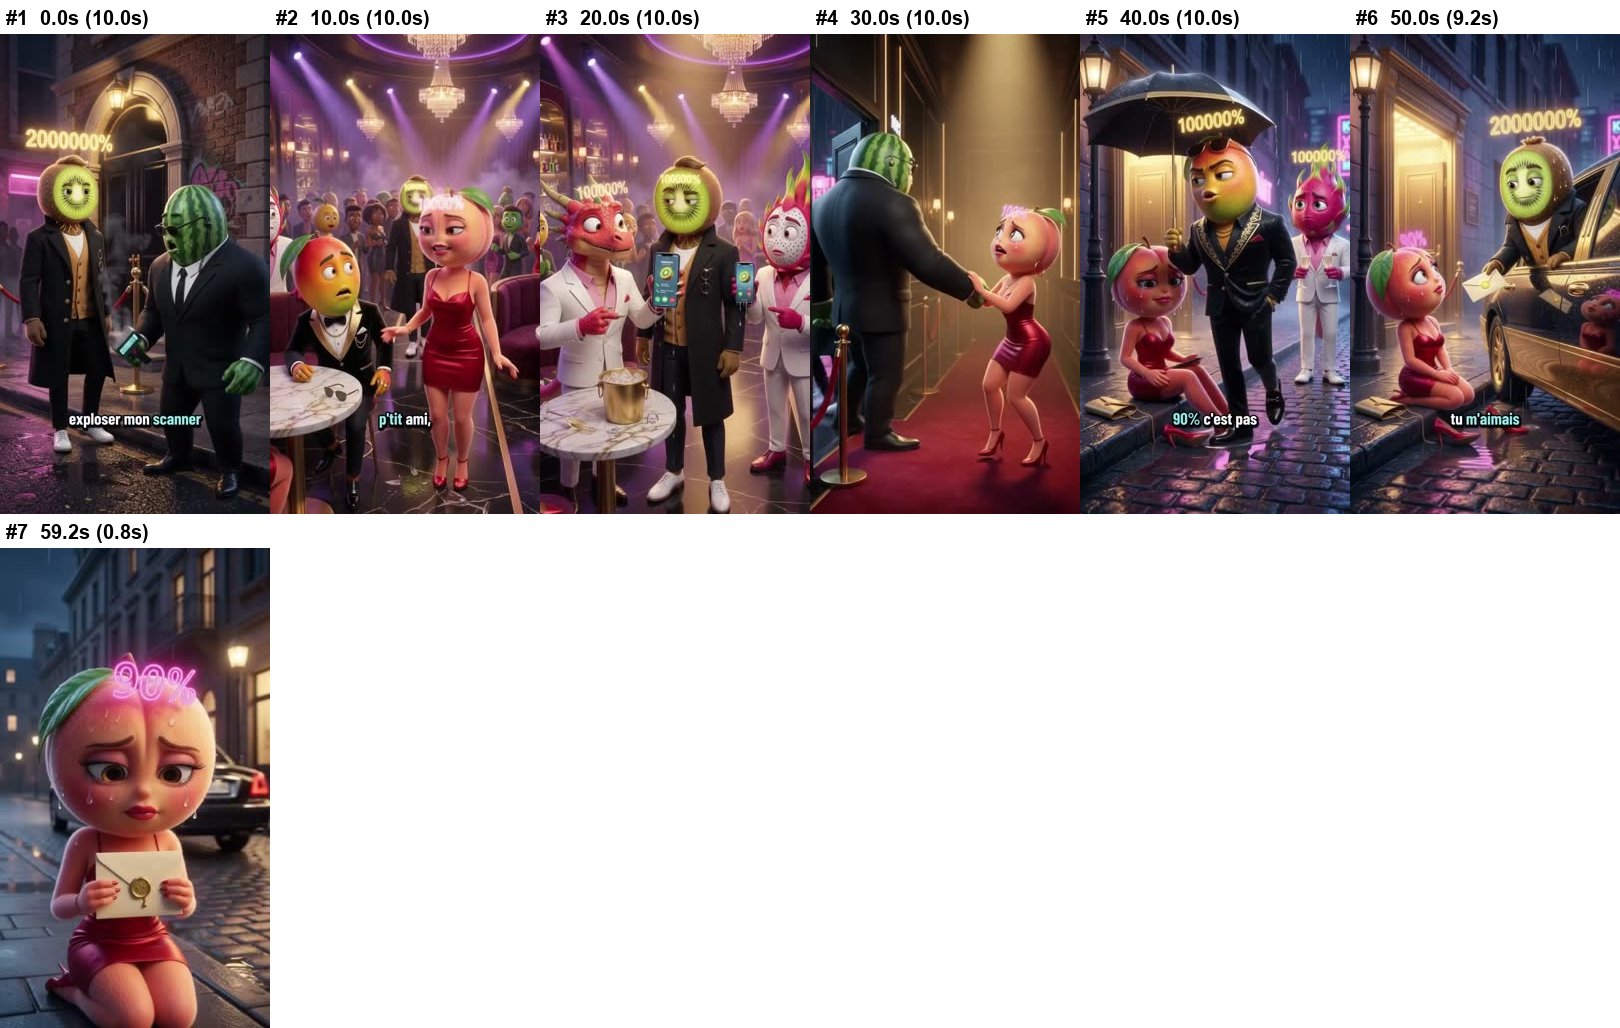 #1 0.0s (10.0s)
#2 10.0s (10.0s)
#3 20.0s (10.0s)
#4 30.0s (10.0s)
#5 40.0s (10.0s)
#6 50.0s (9.2s)
2000000%
exploser mon scanner
p'tit ami,
100000%
100000%
100%
100000%
100000%
90% c'est pas
2000000%
90%
tu m'aimais
#7 59.2s (0.8s)
90%